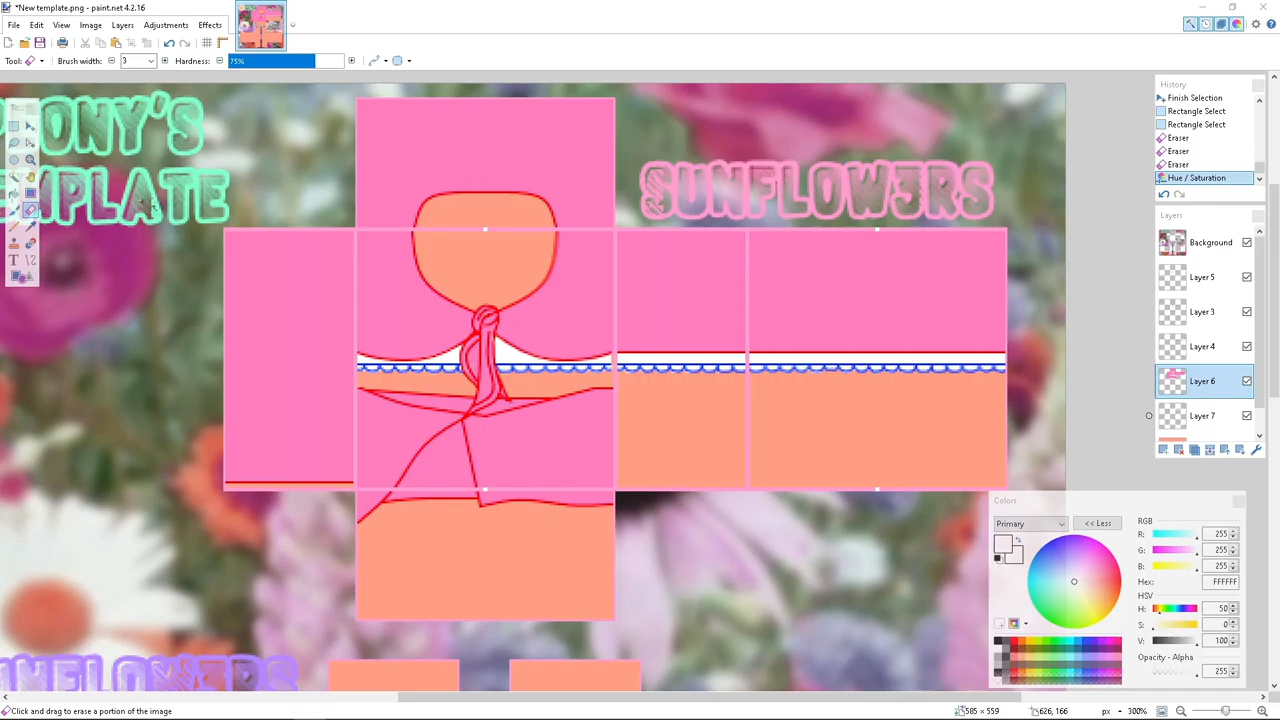 *New template.png - paint.net 4.2.16
File Edit View Image Layers Adjustments Effects
Tool: Brush width: 3 Hardness: 75%
ONY'S
TEMPLATE
SUNFLOW3RS
History
Finish Selection
Rectangle Select
Rectangle Select
Eraser
Eraser
Eraser
Hue / Saturation
Layers
Background
Layer 5
Layer 3
Layer 4
Layer 6
Layer 7
Colors
Primary
<< Less
RGB
R: 255
G: 255
B: 255
Hex: FFFFFF
HSV
H: 50
S: 0
V: 100
Opacity - Alpha
255
Click and drag to erase a portion of the image
585 × 559
626, 166
px
300%